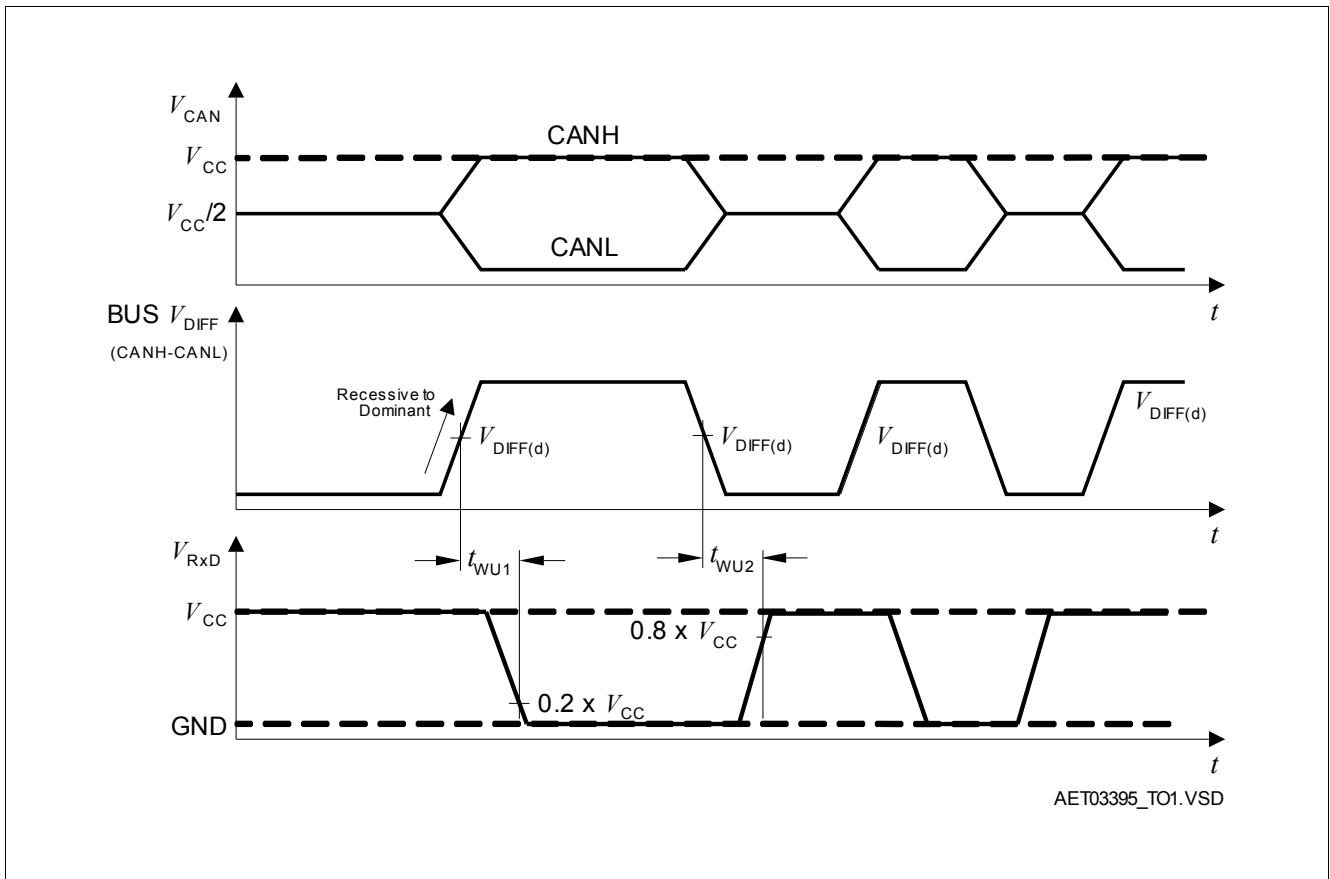 V_CAN
V_CC
CANH
V_CC/2
CANL
t
BUS V_DIFF
(CANH-CANL)
Recessive to
Dominant
V_DIFF(d)
V_DIFF(d)
V_DIFF(d)
V_DIFF(d)
t
V_RxD
t_WU1
t_WU2
V_CC
0.8 x V_CC
0.2 x V_CC
GND
t
AET03395_TO1.VSD